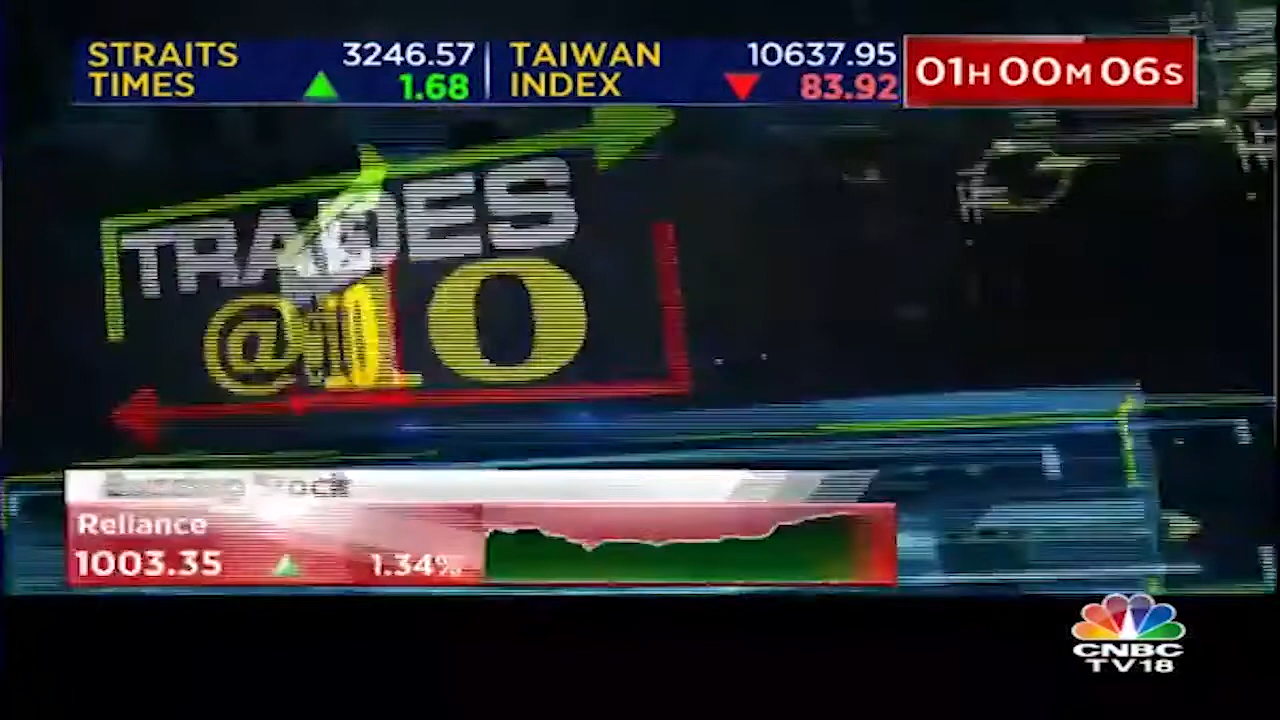 STRAITS TIMES 3246.57 1.68
TAIWAN INDEX 10637.95 83.92
01H 00M 06S
TRADES
@10
Stock
Reliance
1003.35 1.34%
CNBC
TV18